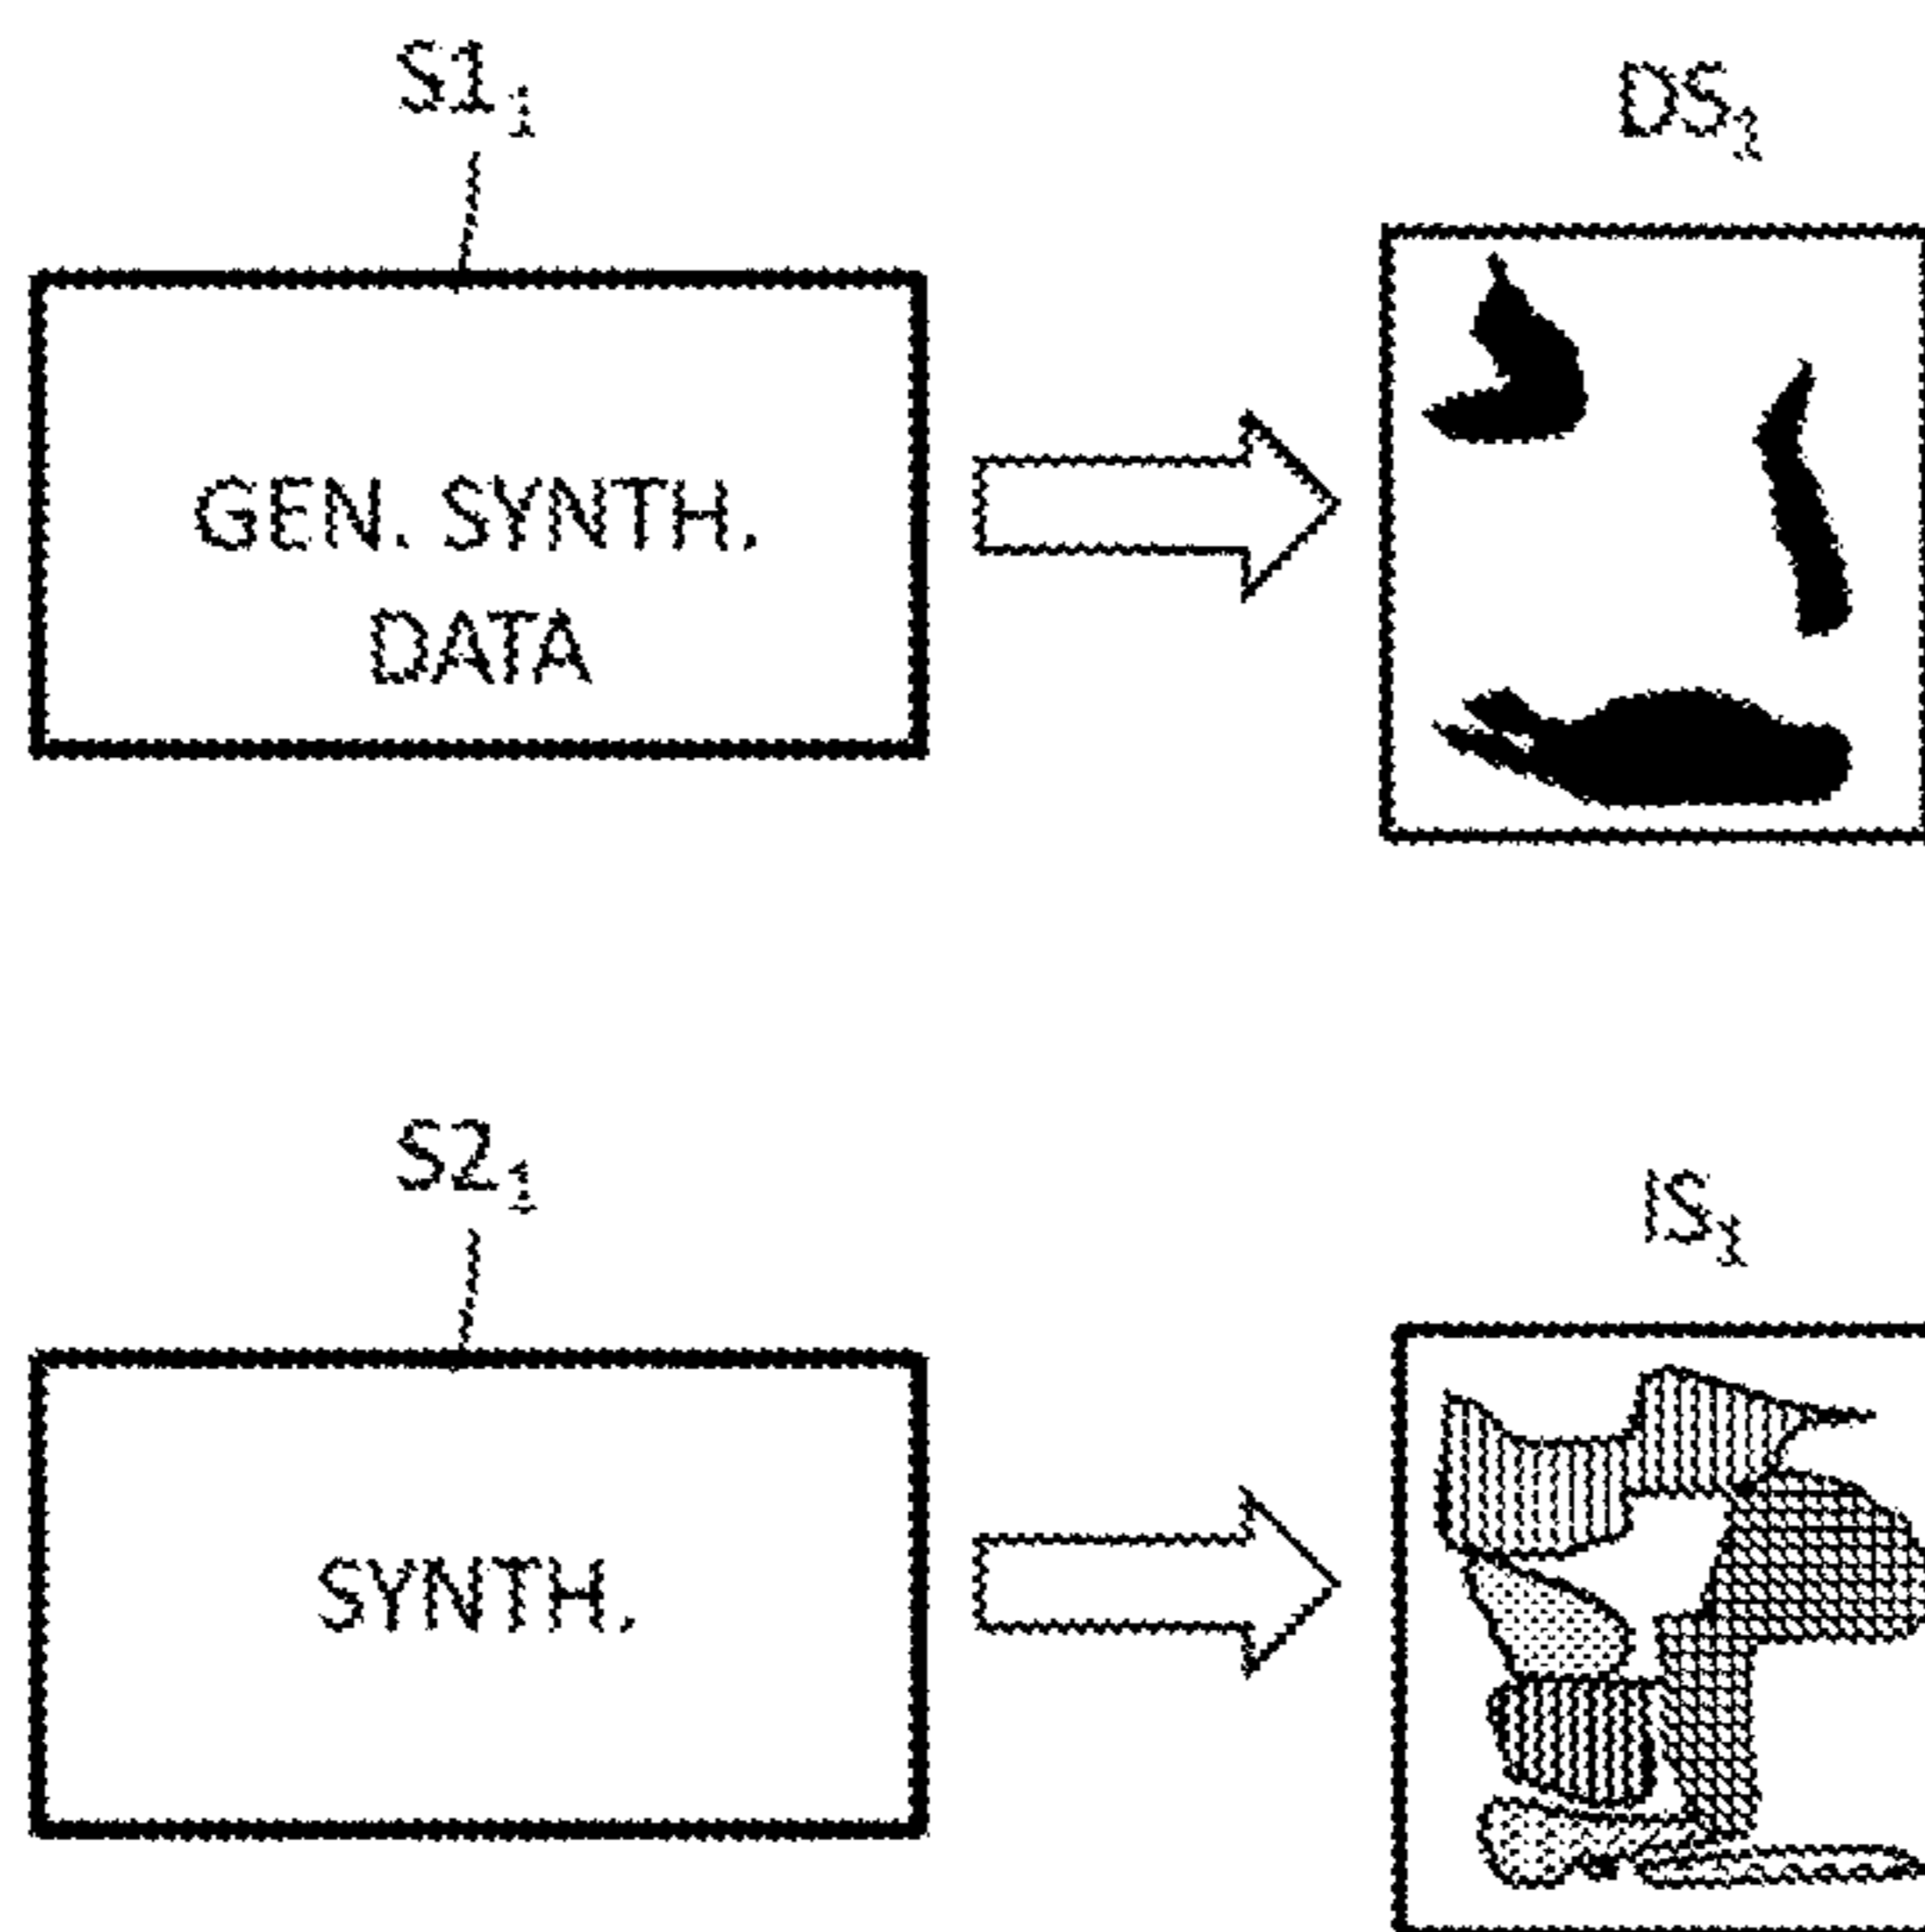 S1₁
DS₁
GEN. SYNTH.
DATA
S2₁
IS₁
SYNTH.